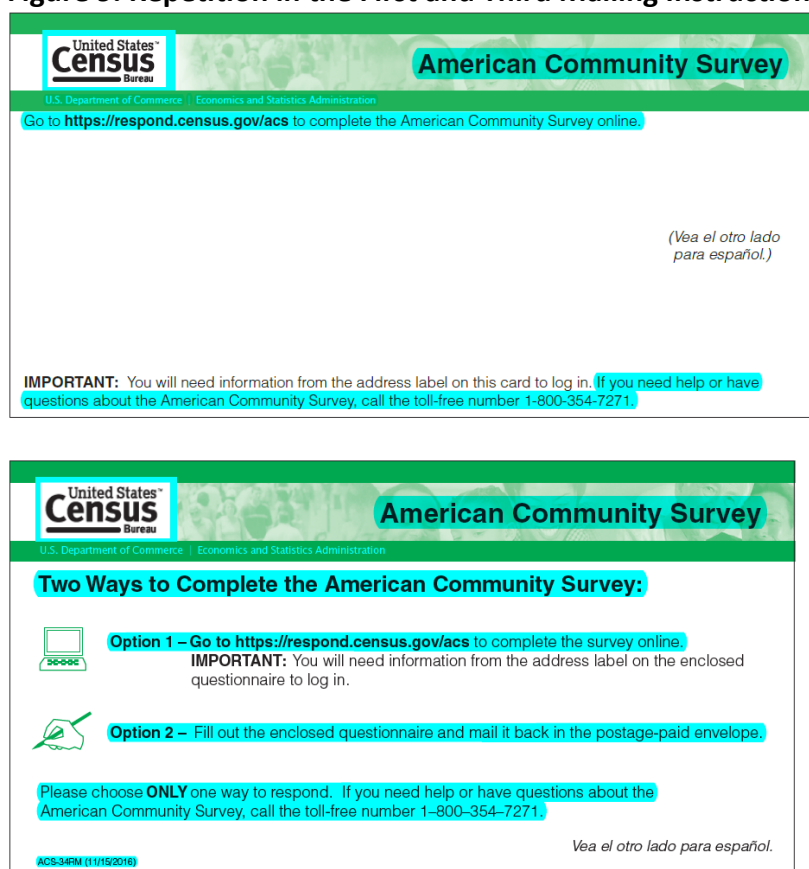 Figure 5. Repetition in the First and Third Mailing Instruction
United States™
Census
Bureau
American Community Survey
U.S. Department of Commerce | Economics and Statistics Administration
Go to https://respond.census.gov/acs to complete the American Community Survey online.
(Vea el otro lado
para español.)
IMPORTANT: You will need information from the address label on this card to log in. If you need help or have
questions about the American Community Survey, call the toll-free number 1-800-354-7271.
United States™
Census
Bureau
American Community Survey
U.S. Department of Commerce | Economics and Statistics Administration
Two Ways to Complete the American Community Survey:
Option 1 – Go to https://respond.census.gov/acs to complete the survey online.
IMPORTANT: You will need information from the address label on the enclosed
questionnaire to log in.
Option 2 – Fill out the enclosed questionnaire and mail it back in the postage-paid envelope.
Please choose ONLY one way to respond. If you need help or have questions about the
American Community Survey, call the toll-free number 1–800–354–7271.
Vea el otro lado para español.
ACS-34RM (11/15/2016)